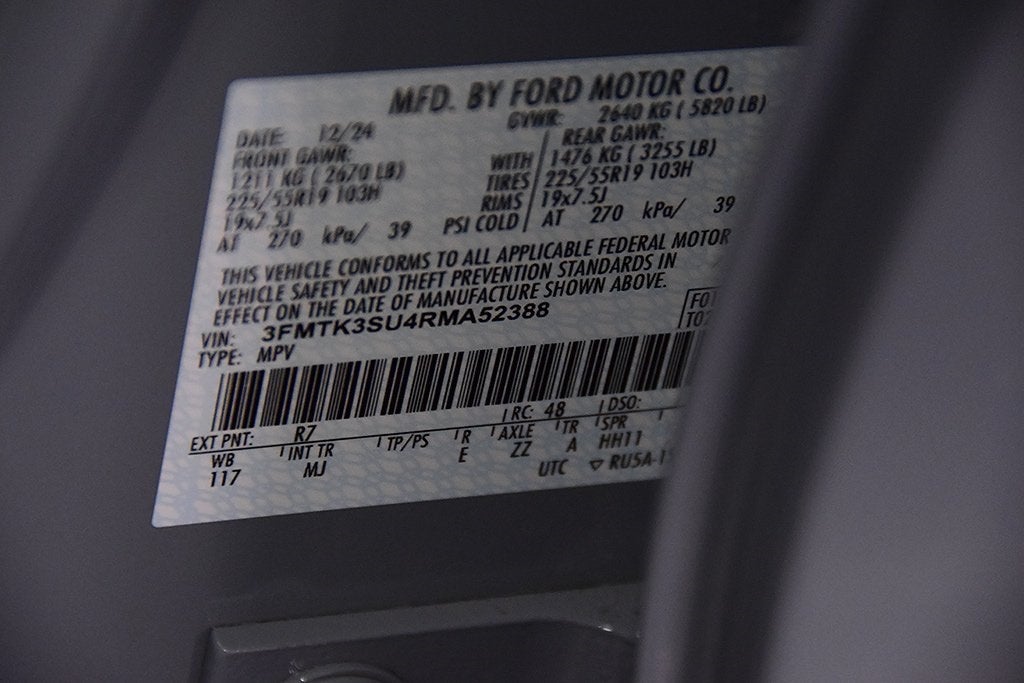 MFD. BY FORD MOTOR CO.
DATE: 12/24 GVWR: 2640 KG ( 5820 LB)
FRONT GAWR: REAR GAWR:
1211 KG ( 2670 LB) WITH 1476 KG ( 3255 LB)
225/55R19 103H TIRES 225/55R19 103H
19x7.5J RIMS 19x7.5J
AT 270 kPa/ 39 PSI COLD AT 270 kPa/ 39
THIS VEHICLE CONFORMS TO ALL APPLICABLE FEDERAL MOTOR
VEHICLE SAFETY AND THEFT PREVENTION STANDARDS IN
EFFECT ON THE DATE OF MANUFACTURE SHOWN ABOVE.
VIN: 3FMTK3SU4RMA52388
TYPE: MPV
EXT PNT: R7 RC: 48 DSO:
WB INT TR TP/PS R AXLE TR SPR
117 MJ E ZZ A HH11
UTC ▽ RU5A-